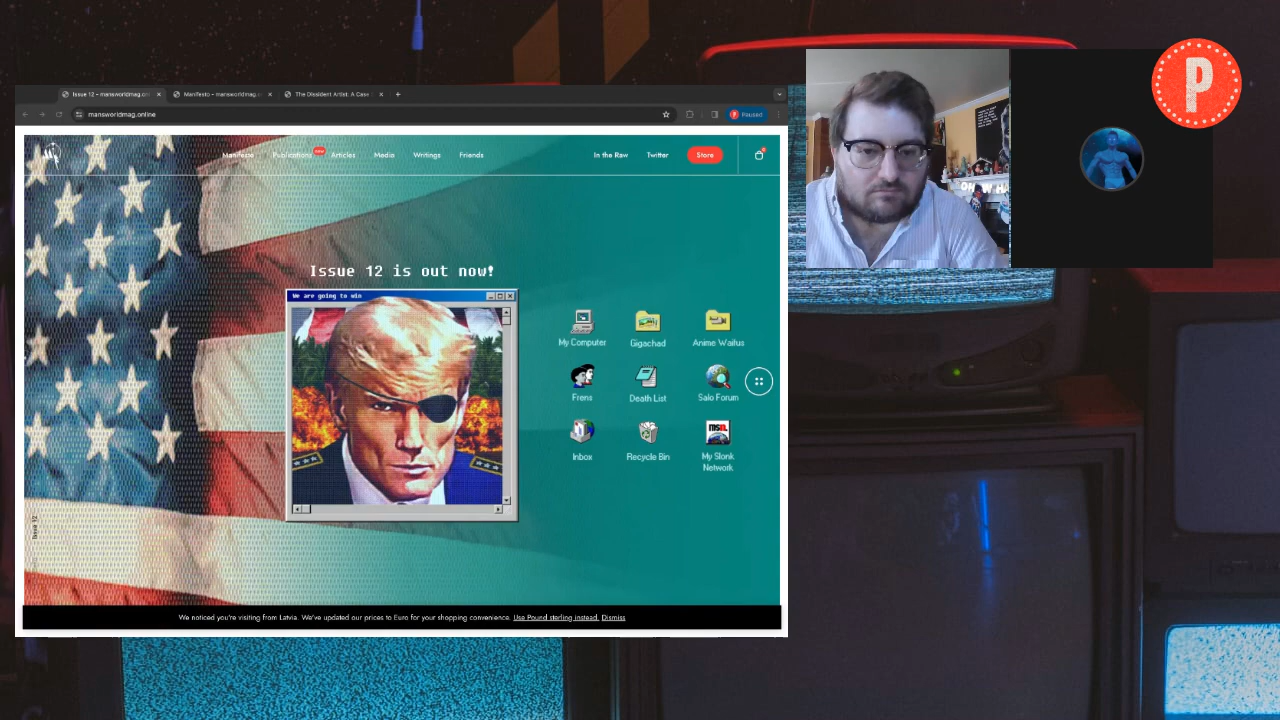 Issue 12 - mansworldmag.onl
Manifesto - mansworldmag.o
The Dissident Artist: A Case
mansworldmag.online
Paused
Manifesto
Publications
new
Articles
Media
Writings
Friends
In the Raw
Twitter
Store
P
Issue 12 is out now!
We are going to win
My Computer
Gigachad
Anime Waifus
Frens
Death List
Salo Forum
msn
Inbox
Recycle Bin
My Slonk
Network
Issue 12
We noticed you're visiting from Latvia. We've updated our prices to Euro for your shopping convenience. Use Pound sterling instead. Dismiss